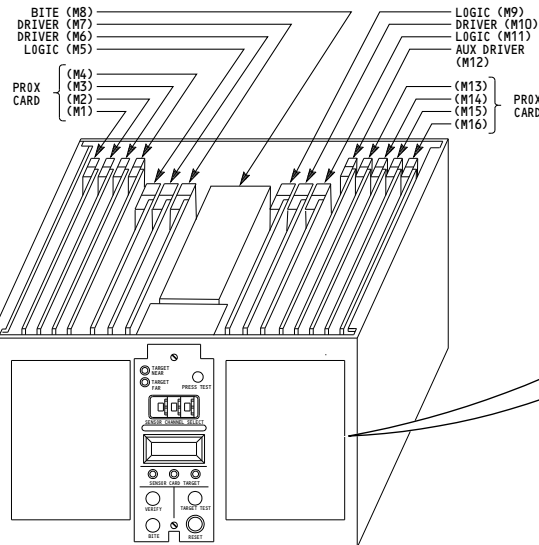 BITE (M8)
DRIVER (M7)
DRIVER (M6)
LOGIC (M5)
PROX
CARD
(M4)
(M3)
(M2)
(M1)
LOGIC (M9)
DRIVER (M10)
LOGIC (M11)
AUX DRIVER
(M12)
(M13)
(M14)
(M15)
(M16)
PROX
CARD
TARGET
NEAR
TARGET
FAR
PRESS TEST
SENSOR CHANNEL SELECT
SENSOR CARD TARGET
VERIFY
TARGET TEST
BITE
RESET